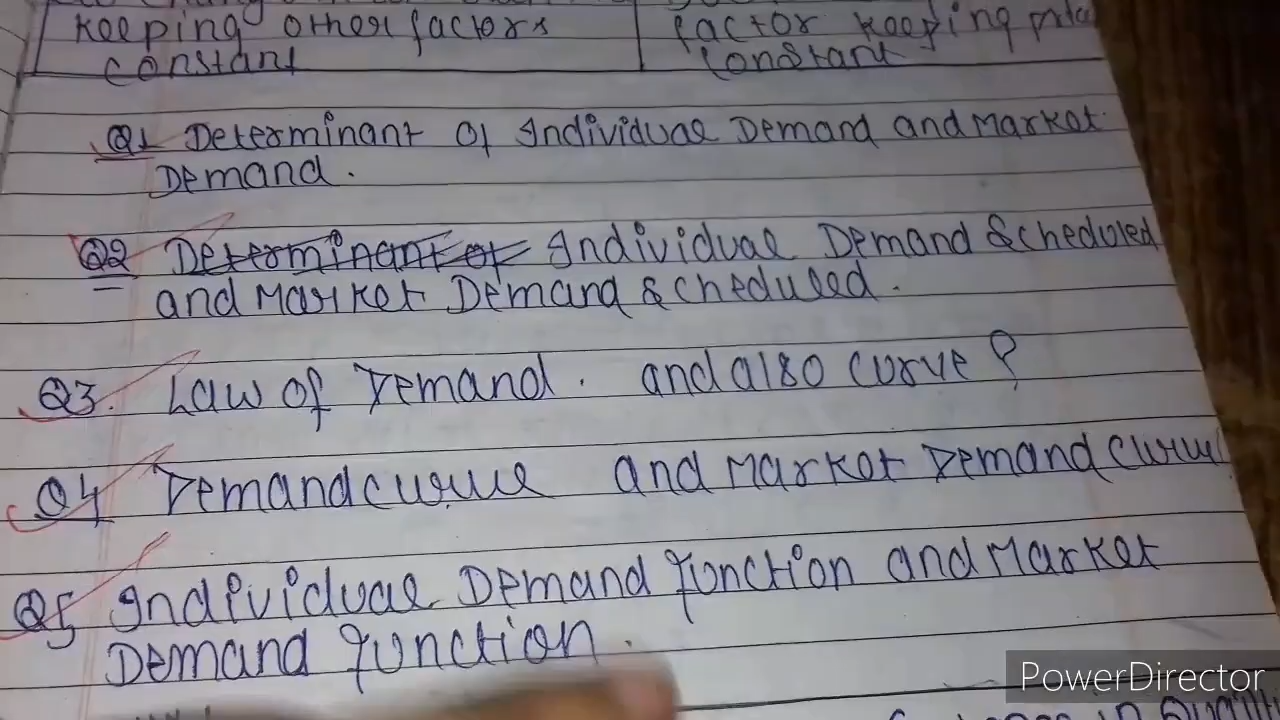 keeping other factors
constant
factor keeping
constant
Q1 Determinant of Individual Demand and Market
Demand.
Q2 Determinant of Individual Demand Scheduled
and Market Demand Scheduled.
Q3. Law of Demand. and also curve?
Q4 Demand curve and Market Demand curve
Q5 Individual Demand function and Market
Demand function.
PowerDirector